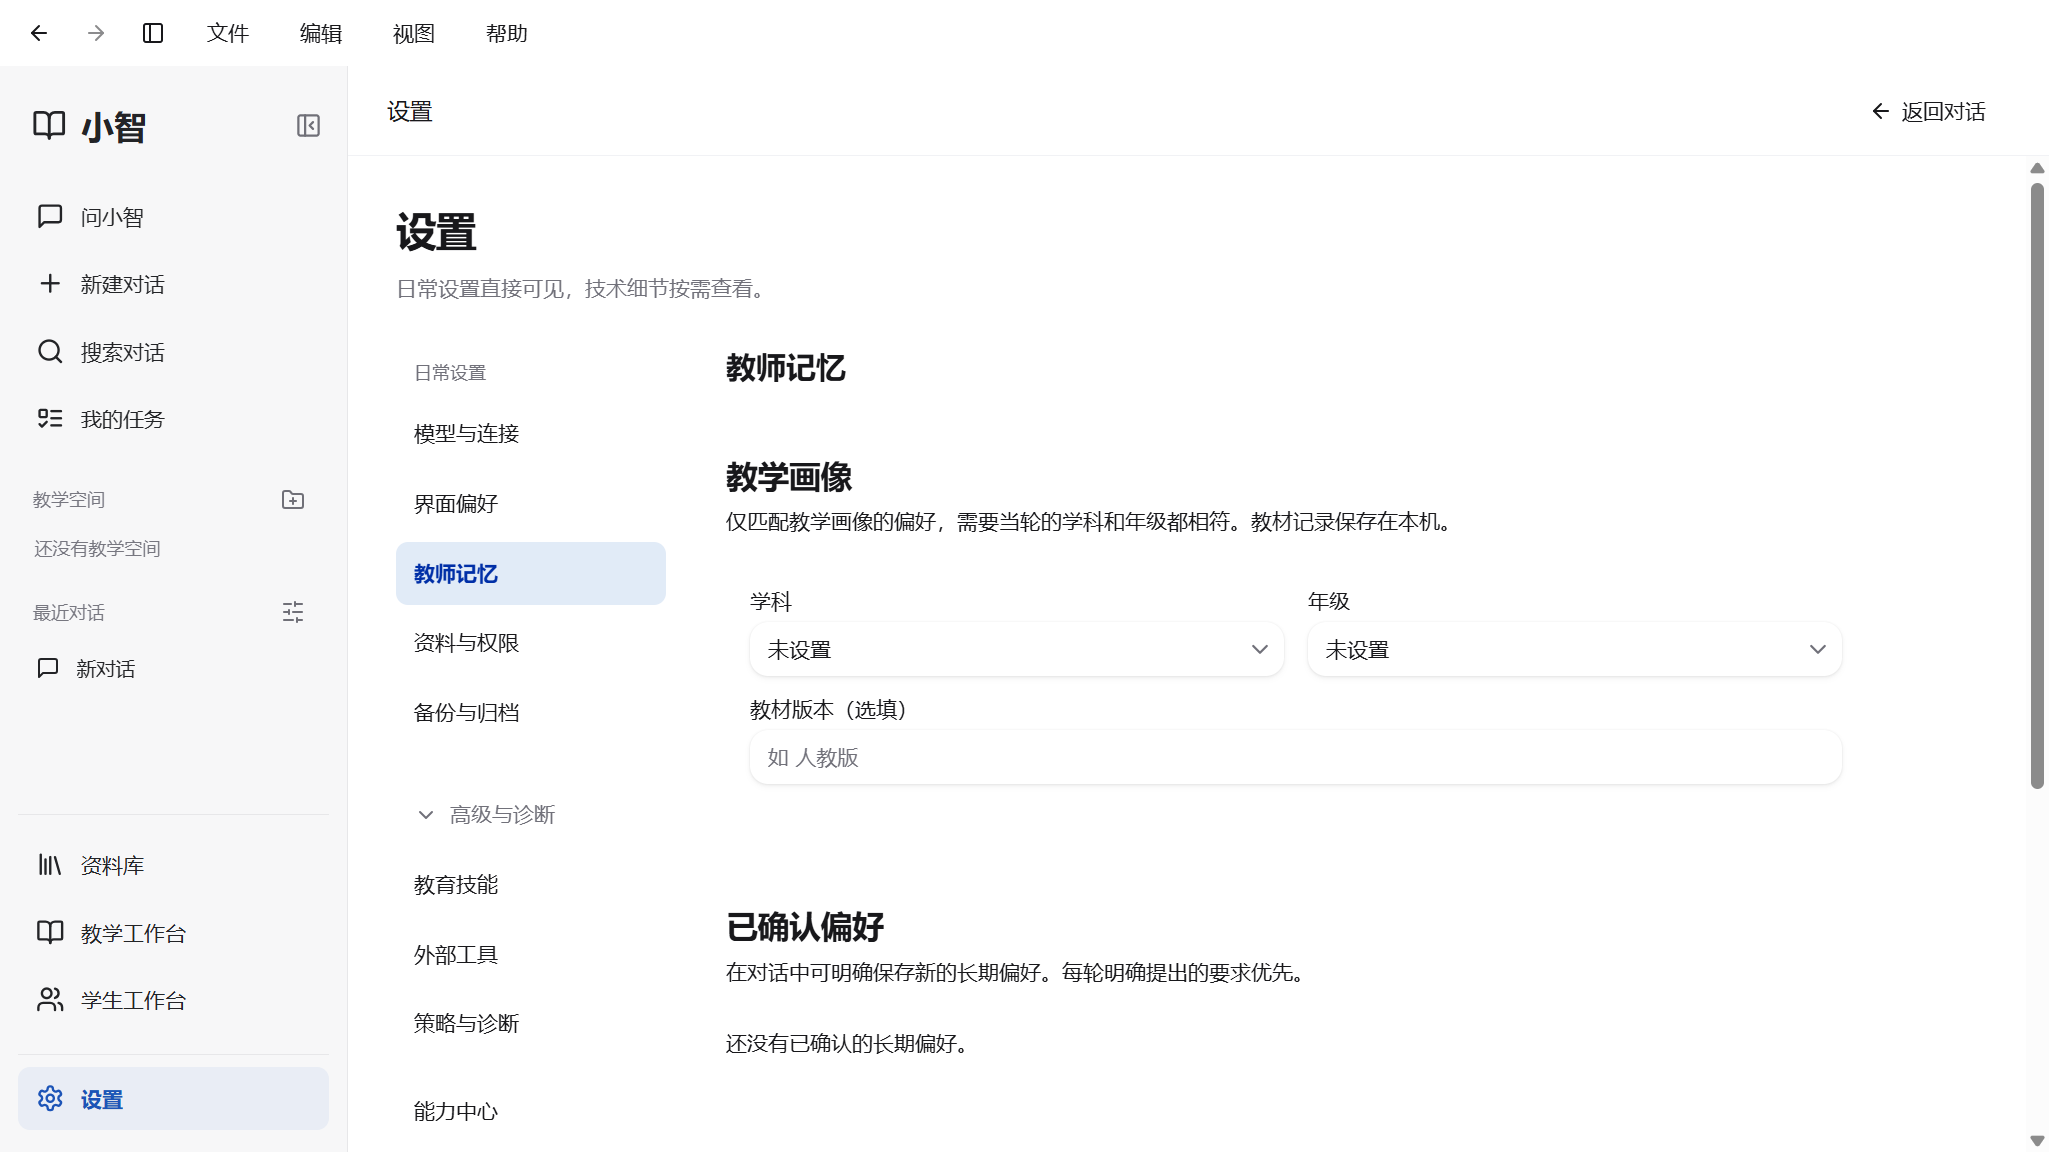 文件 编辑 视图 帮助
小智
设置
返回对话
问小智
新建对话
搜索对话
我的任务
教学空间
还没有教学空间
最近对话
新对话
资料库
教学工作台
学生工作台
设置
设置
日常设置直接可见，技术细节按需查看。
日常设置
模型与连接
界面偏好
教师记忆
资料与权限
备份与归档
高级与诊断
教育技能
外部工具
策略与诊断
能力中心
教师记忆
教学画像
仅匹配教学画像的偏好，需要当轮的学科和年级都相符。教材记录保存在本机。
学科 年级
未设置 未设置
教材版本（选填）
如 人教版
已确认偏好
在对话中可明确保存新的长期偏好。每轮明确提出的要求优先。
还没有已确认的长期偏好。